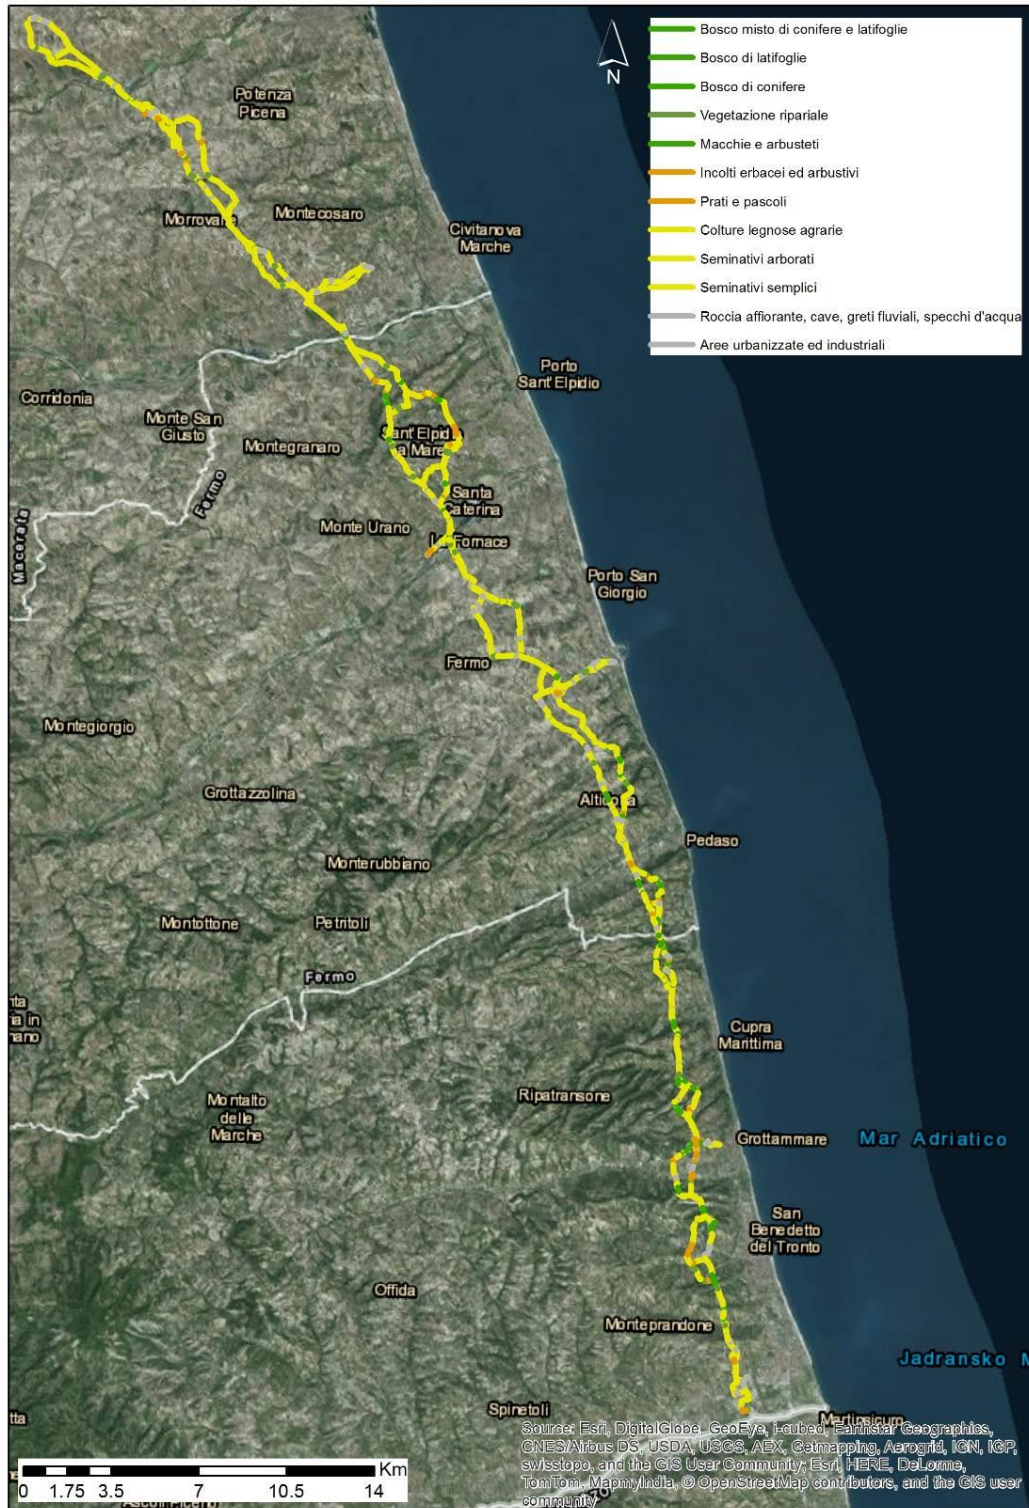 Bosco misto di conifere e latifoglie
Bosco di latifoglie
Bosco di conifere
Vegetazione ripariale
Macchie e arbusteti
Incolti erbacei ed arbustivi
Prati e pascoli
Colture legnose agrarie
Seminativi arborati
Seminativi semplici
Roccia affiorante, cave, greti fluviali, specchi d'acqua
Aree urbanizzate ed industriali
N
Potenza
Picena
Morrovalle
Montecosaro
Civitanova
Marche
Porto
Sant'Elpidio
Corridonia
Monte San
Giusto
Montegranaro
Sant'Elpidio
a Mare
Fermo
Macerata
Santa
Caterina
Monte Urano
La Fornace
Porto San
Giorgio
Fermo
Montegiorgio
Grottazzolina
Altidona
Pedaso
Monterubbiano
Montottone
Petritoli
Fermo
nta
ria in
nano
Cupra
Marittima
Ripatransone
Montalto
delle
Marche
Grottammare
Mar Adriatico
San
Benedetto
del Tronto
Offida
Monteprandone
Jadransko M
Spinetoli
Martinsicuro
tta
Ascoli Piceno
Km
0 1.75 3.5 7 10.5 14
Source: Esri, DigitalGlobe, GeoEye, i-cubed, Earthstar Geographics,
CNES/Airbus DS, USDA, USGS, AEX, Getmapping, Aerogrid, IGN, IGP,
swisstopo, and the GIS User Community; Esri, HERE, DeLorme,
TomTom, MapmyIndia, © OpenStreetMap contributors, and the GIS user
community